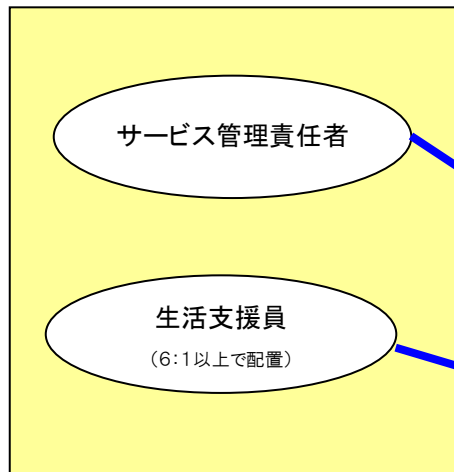 サービス管理責任者
生活支援員
（6：1以上で配置）